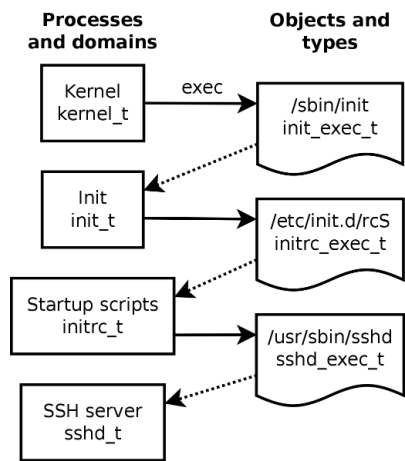 Processes
and domains
Objects and
types
Kernel
kernel_t
exec
/sbin/init
init_exec_t
Init
init_t
/etc/init.d/rcS
initrc_exec_t
Startup scripts
initrc_t
/usr/sbin/sshd
sshd_exec_t
SSH server
sshd_t